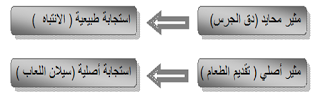 مثير محايد (دق الجرس) استجابة طبيعية ( الانتباه )
مثير أصلي ( تقديم الطعام ) استجابة أصلية ( سيلان اللعاب )